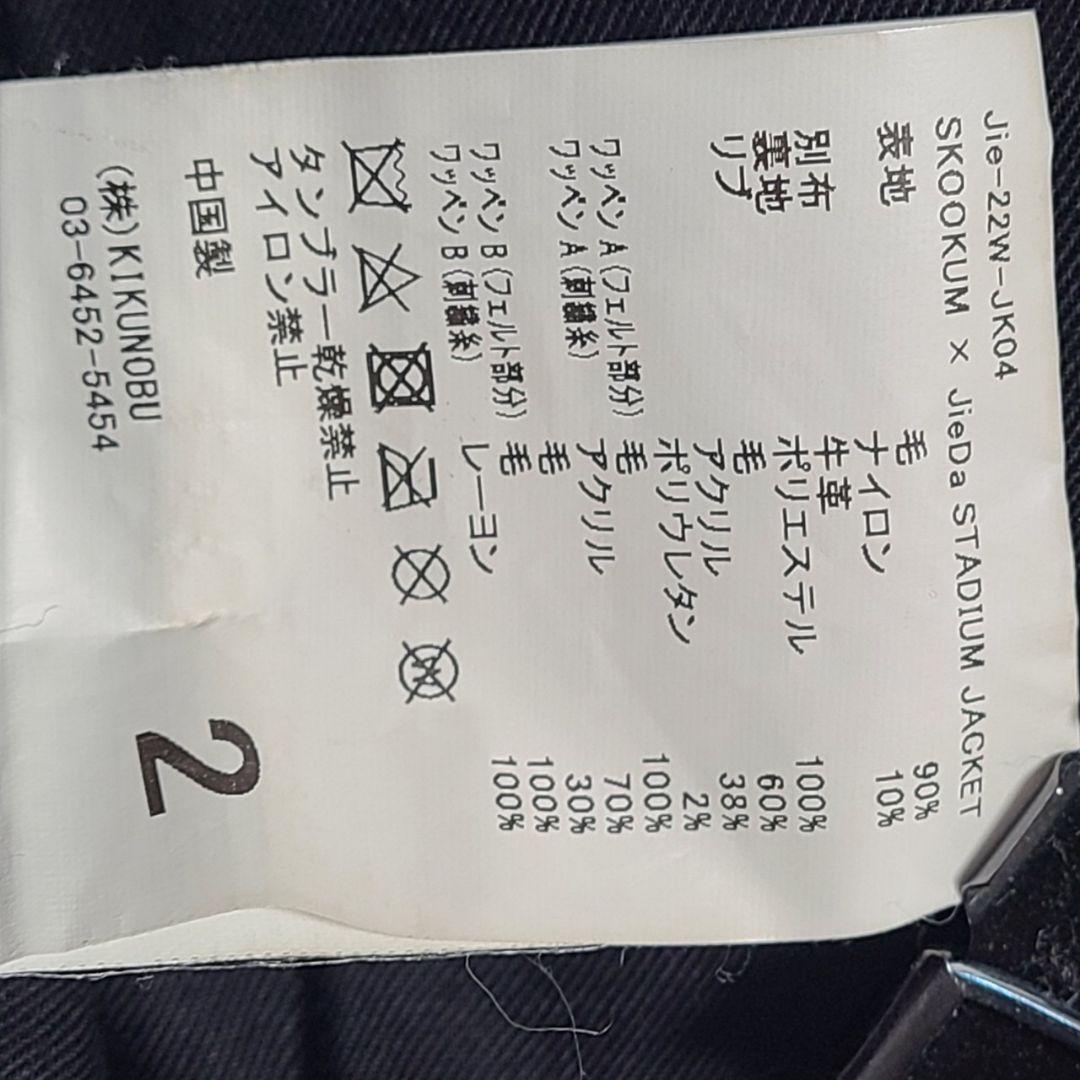 Jie-22W-JK04
SKOOKUM × JieDa STADIUM JACKET
表地 毛 90%
ナイロン 10%
別布 牛革
裏地 ポリエステル 100%
リブ 毛 60%
アクリル 38%
ポリウレタン 2%
ワッペンA(フェルト部分) 毛 100%
ワッペンA(刺繍糸) アクリル 70%
毛 30%
ワッペンB(フェルト部分) 毛 100%
ワッペンB(刺繍糸) レーヨン 100%
W
タンブラー乾燥禁止
アイロン禁止
中国製
(株)KIKUNOBU
03-6452-5454
2